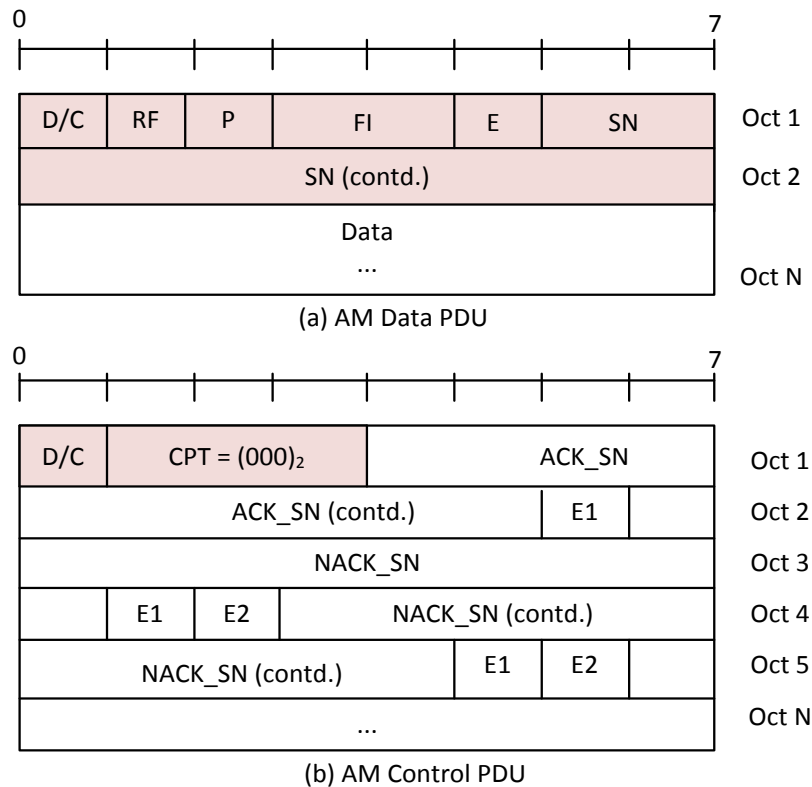 0 7
D/C RF P FI E SN Oct 1
SN (contd.) Oct 2
Data
...
Oct N
(a) AM Data PDU
0 7
D/C CPT = (000)₂ ACK_SN Oct 1
ACK_SN (contd.) E1 Oct 2
NACK_SN Oct 3
E1 E2 NACK_SN (contd.) Oct 4
NACK_SN (contd.) E1 E2 Oct 5
... Oct N
(b) AM Control PDU